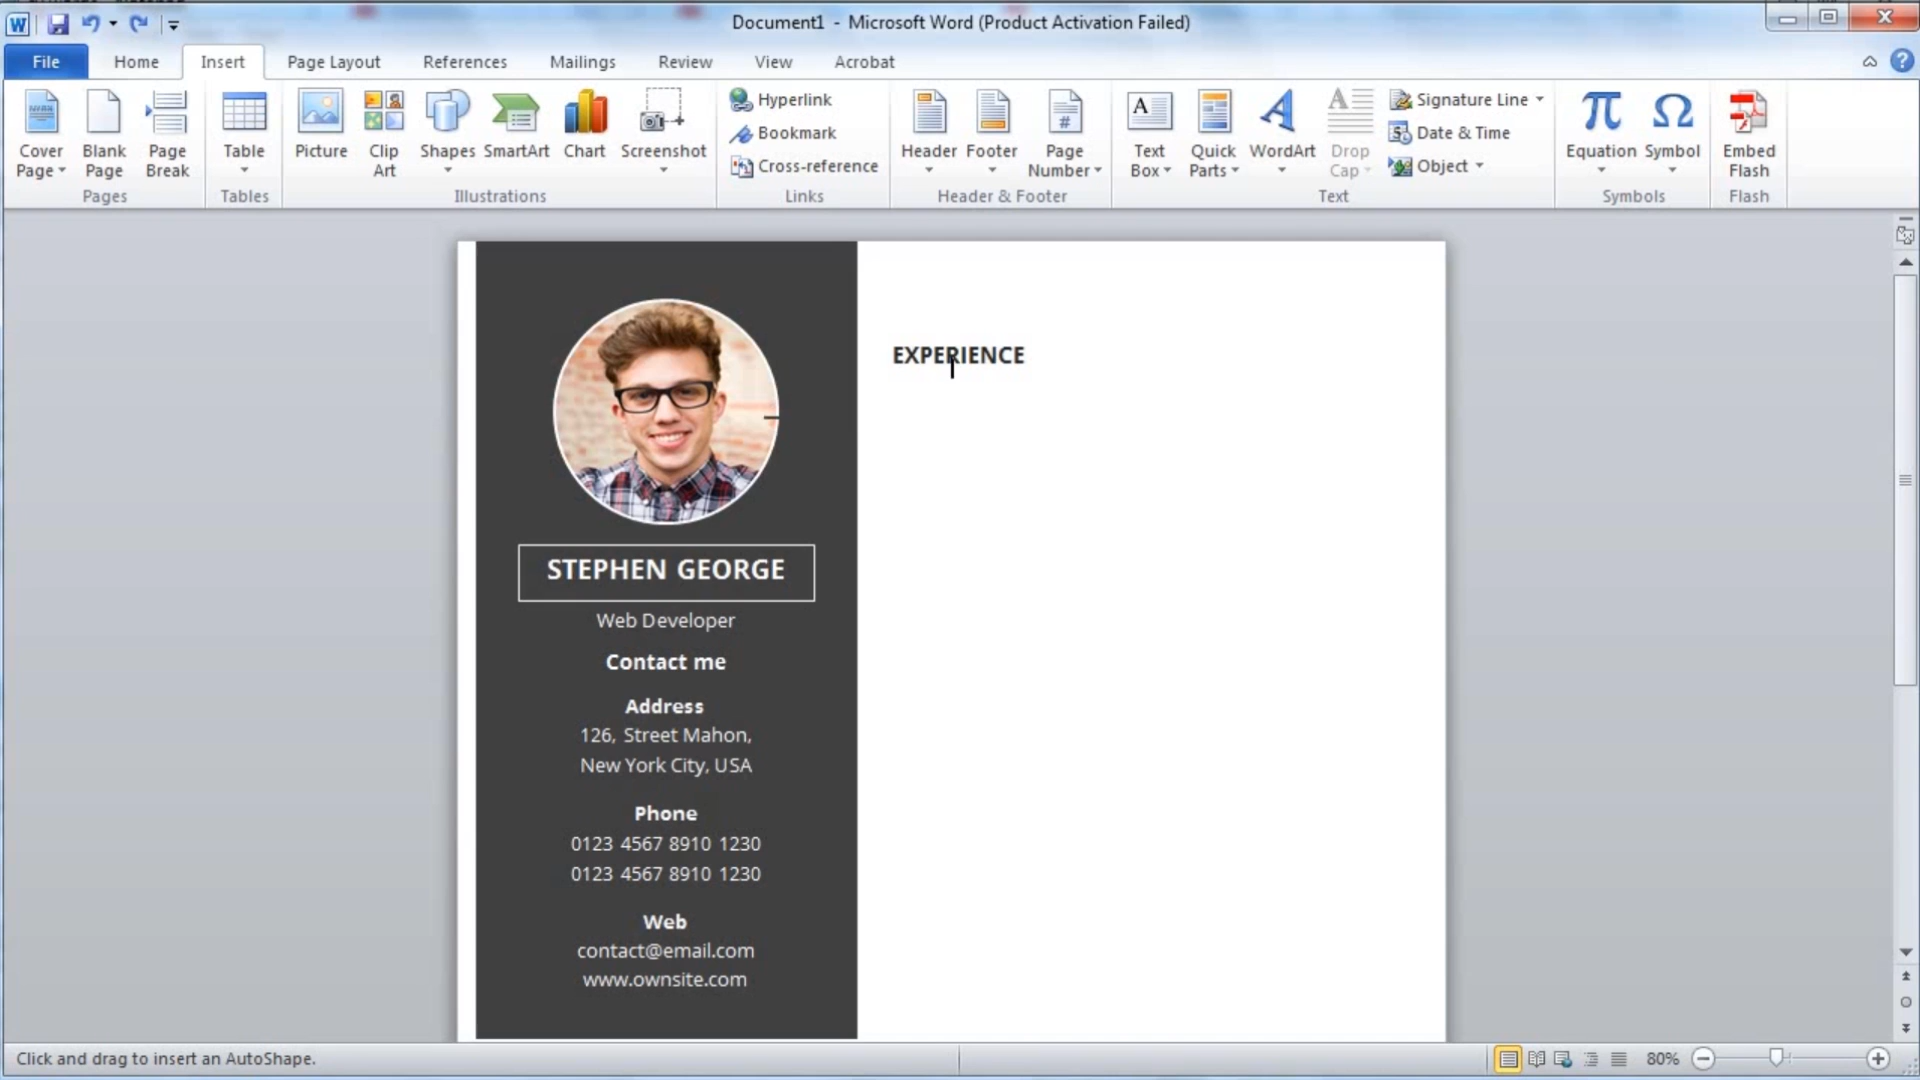 Document1 - Microsoft Word (Product Activation Failed)
File Home Insert Page Layout References Mailings Review View Acrobat
Cover Page
Blank Page
Page Break
Pages
Table
Tables
Picture
Clip Art
Shapes
SmartArt
Chart
Screenshot
Illustrations
Hyperlink
Bookmark
Cross-reference
Links
Header
Footer
Page Number
Header & Footer
A
Text Box
Quick Parts
WordArt
Drop Cap
Signature Line
Date & Time
Object
Text
π
Equation
Ω
Symbol
Symbols
Embed Flash
Flash
STEPHEN GEORGE
Web Developer
Contact me
Address
126, Street Mahon,
New York City, USA
Phone
0123 4567 8910 1230
0123 4567 8910 1230
Web
contact@email.com
www.ownsite.com
EXPERIENCE
Click and drag to insert an AutoShape.
80%